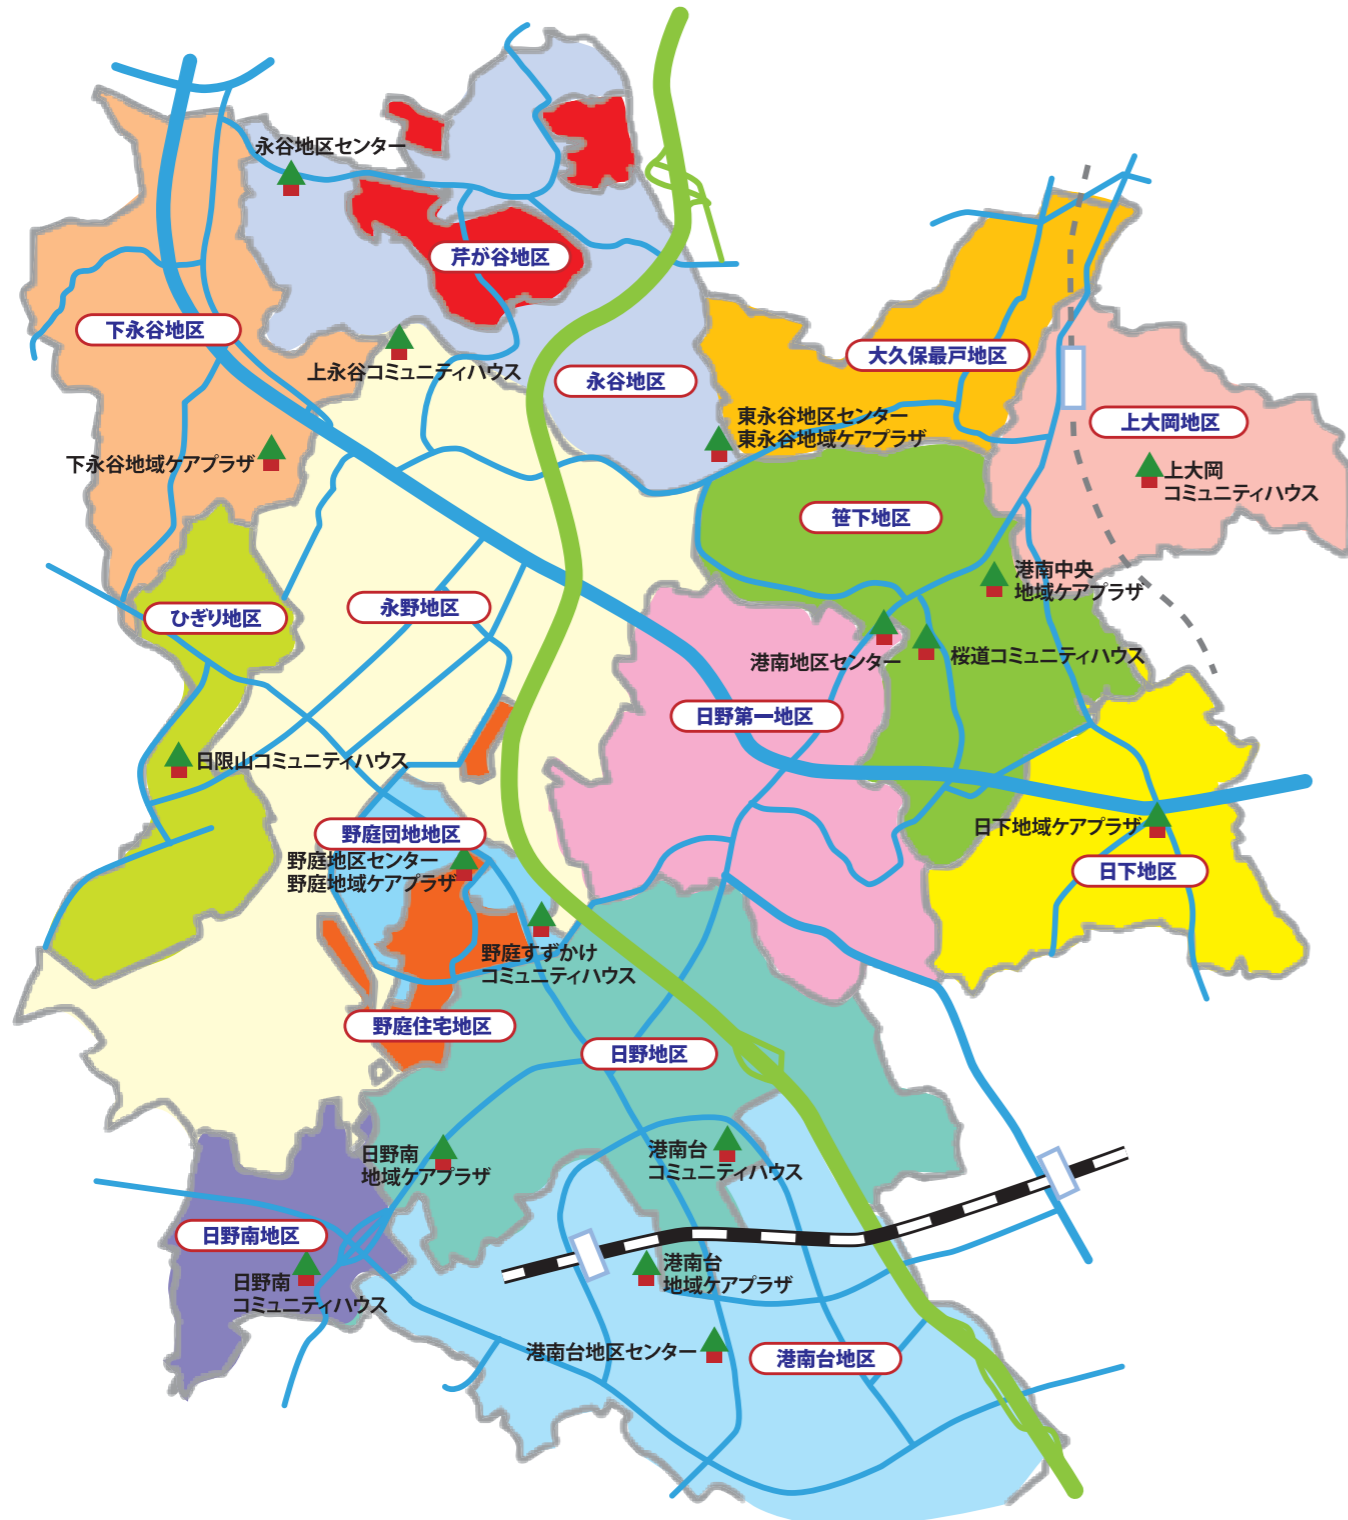 永谷地区センター
芹が谷地区
下永谷地区
上永谷コミュニティハウス
永谷地区
大久保最戸地区
東永谷地区センター
東永谷地域ケアプラザ
上大岡地区
下永谷地域ケアプラザ
上大岡
コミュニティハウス
笹下地区
港南中央
地域ケアプラザ
ひぎり地区
永野地区
港南地区センター
桜道コミュニティハウス
日野第一地区
日限山コミュニティハウス
野庭団地地区
野庭地区センター
野庭地域ケアプラザ
日下地域ケアプラザ
日下地区
野庭すずかけ
コミュニティハウス
野庭住宅地区
日野地区
日野南
地域ケアプラザ
港南台
コミュニティハウス
日野南地区
日野南
コミュニティハウス
港南台
地域ケアプラザ
港南台地区センター
港南台地区